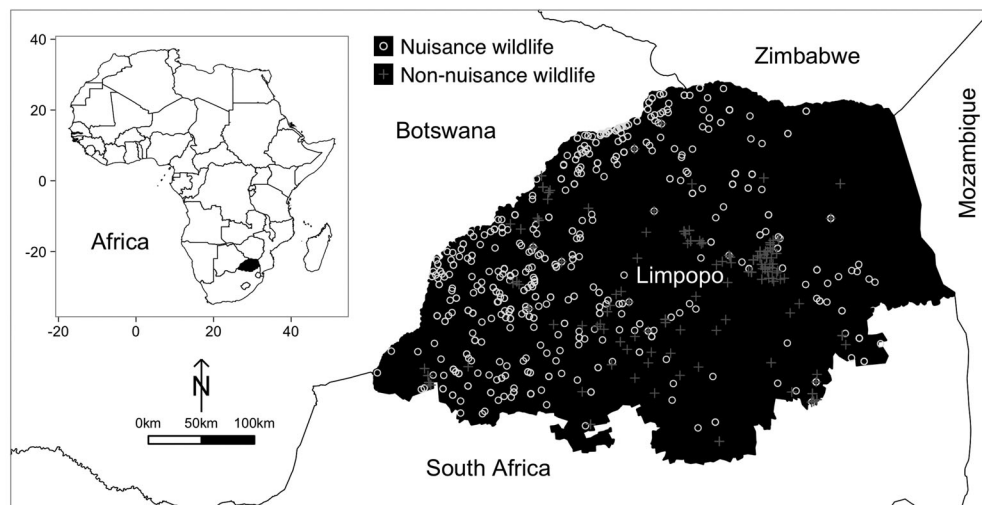 40
20
0
-20
-20
0
20
40
Africa
Nuisance wildlife
Non-nuisance wildlife
Zimbabwe
Botswana
Mozambique
Limpopo
N
0km
50km
100km
South Africa